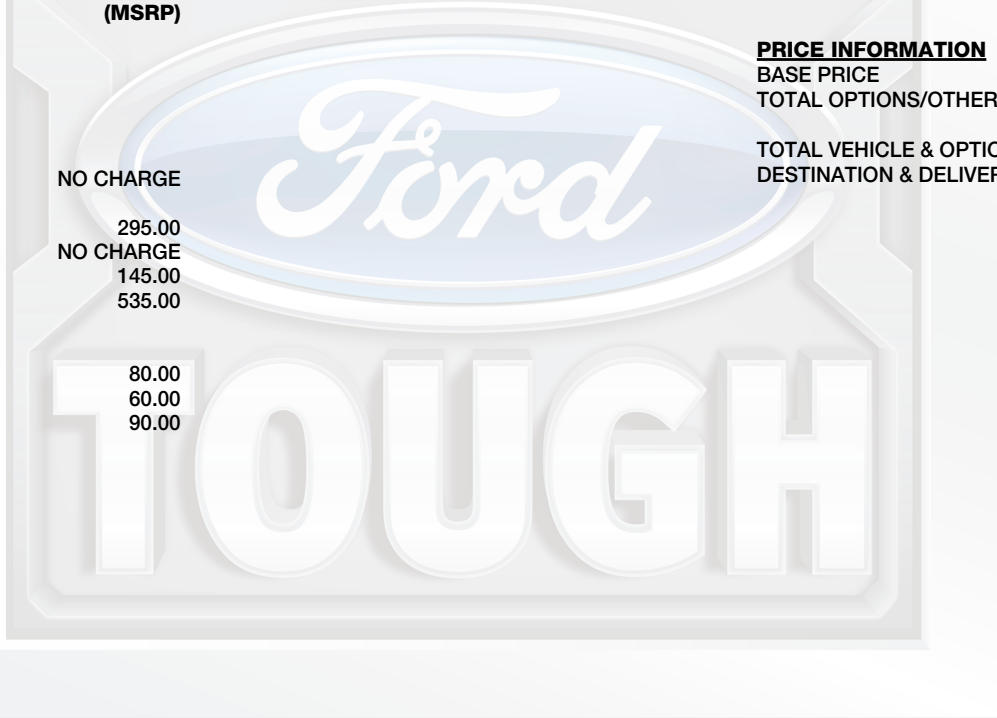 (MSRP)
NO CHARGE
295.00
NO CHARGE
145.00
535.00
80.00
60.00
90.00
PRICE INFORMATION
BASE PRICE
TOTAL OPTIONS/OTHER
TOTAL VEHICLE & OPTIO
DESTINATION & DELIVER
Ford
TOUGH